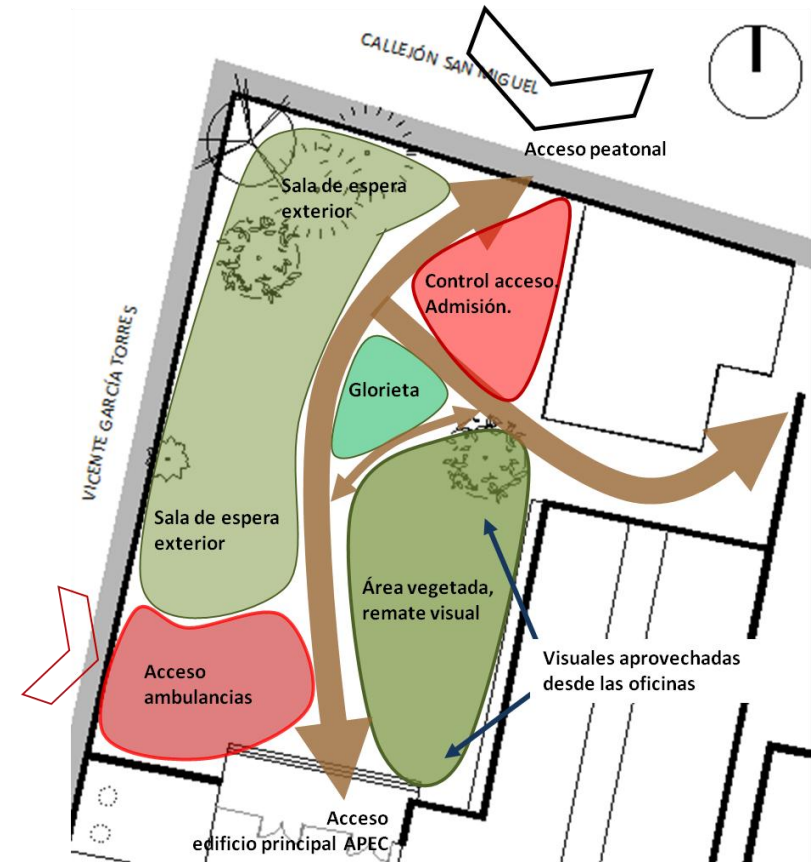 CALLEJÓN SAN MIGUEL
Acceso peatonal
Sala de espera
exterior
Control acceso.
Admisión.
VICENTE GARCÍA TORRES
Glorieta
Sala de espera
exterior
Área vegetada,
remate visual
Visuales aprovechadas
desde las oficinas
Acceso
ambulancias
Acceso
edificio principal APEC